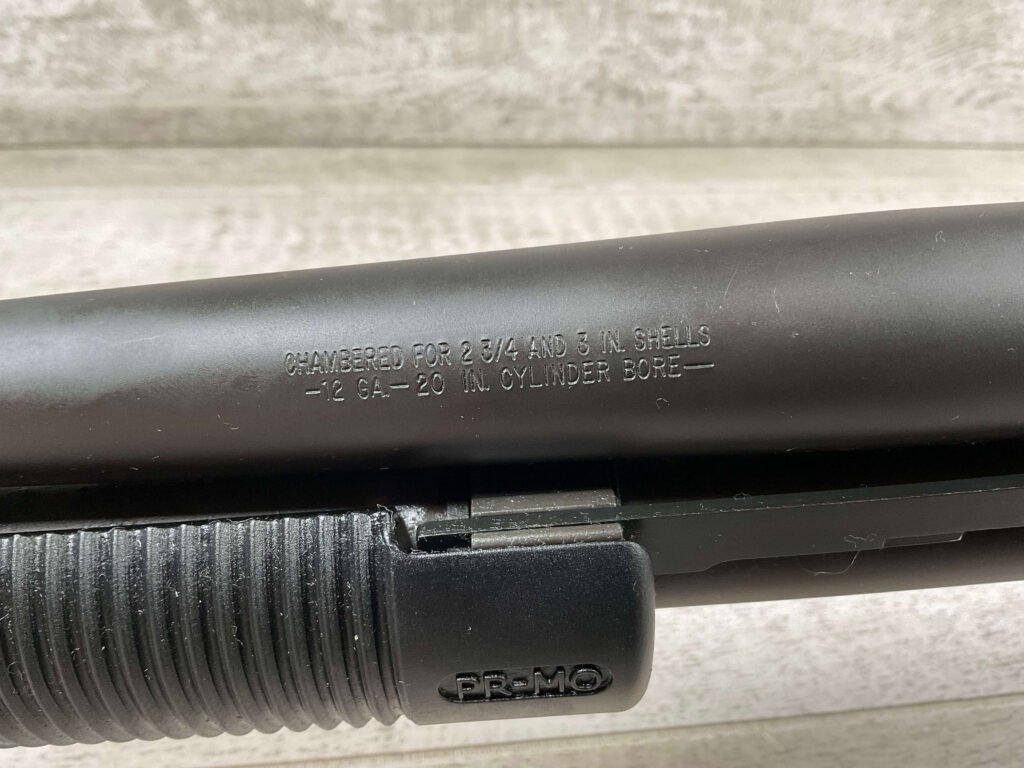 CHAMBERED FOR 2 3/4 AND 3 IN. SHELLS
—12 GA.—20 IN. CYLINDER BORE—
PR-MO